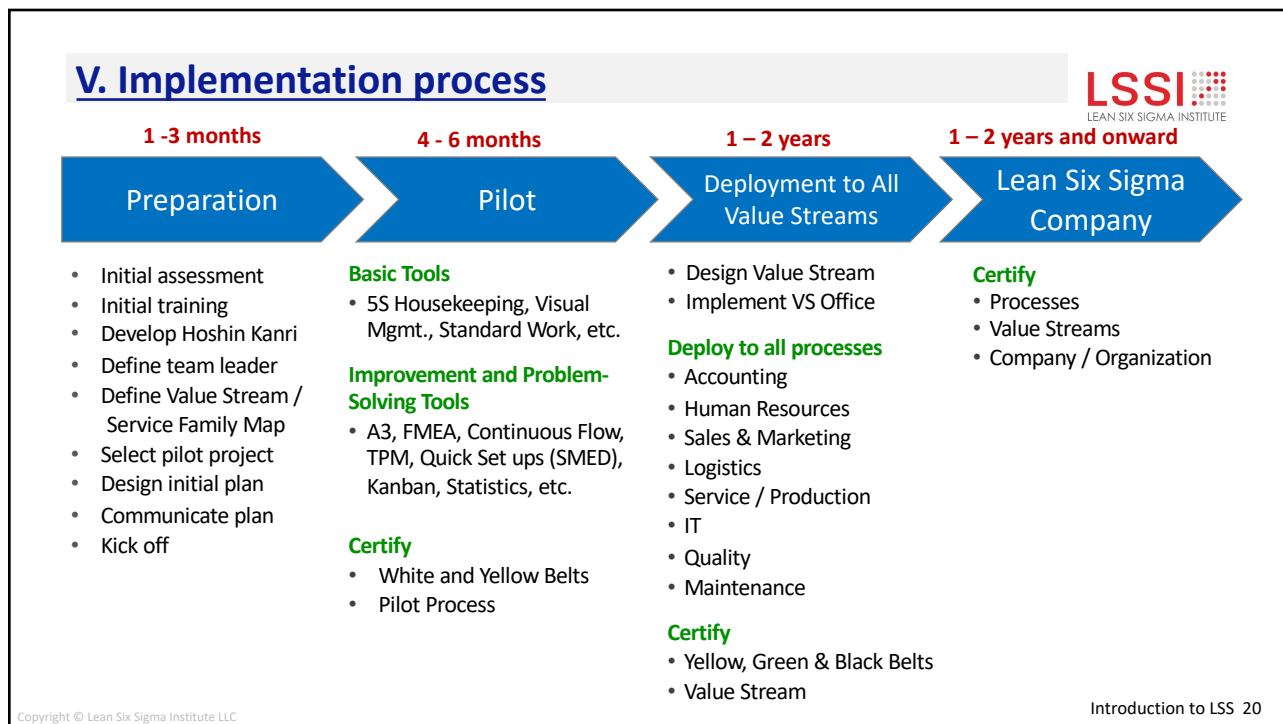 V. Implementation process
LSSI
LEAN SIX SIGMA INSTITUTE
1 -3 months
4 - 6 months
1 – 2 years
1 – 2 years and onward
Preparation
Pilot
Deployment to All
Value Streams
Lean Six Sigma
Company
• Initial assessment
• Initial training
• Develop Hoshin Kanri
• Define team leader
• Define Value Stream /
Service Family Map
• Select pilot project
• Design initial plan
• Communicate plan
• Kick off
Basic Tools
• 5S Housekeeping, Visual
Mgmt., Standard Work, etc.
Improvement and Problem-
Solving Tools
• A3, FMEA, Continuous Flow,
TPM, Quick Set ups (SMED),
Kanban, Statistics, etc.
Certify
• White and Yellow Belts
• Pilot Process
• Design Value Stream
• Implement VS Office
Deploy to all processes
• Accounting
• Human Resources
• Sales & Marketing
• Logistics
• Service / Production
• IT
• Quality
• Maintenance
Certify
• Yellow, Green & Black Belts
• Value Stream
Certify
• Processes
• Value Streams
• Company / Organization
Copyright © Lean Six Sigma Institute LLC
Introduction to LSS 20